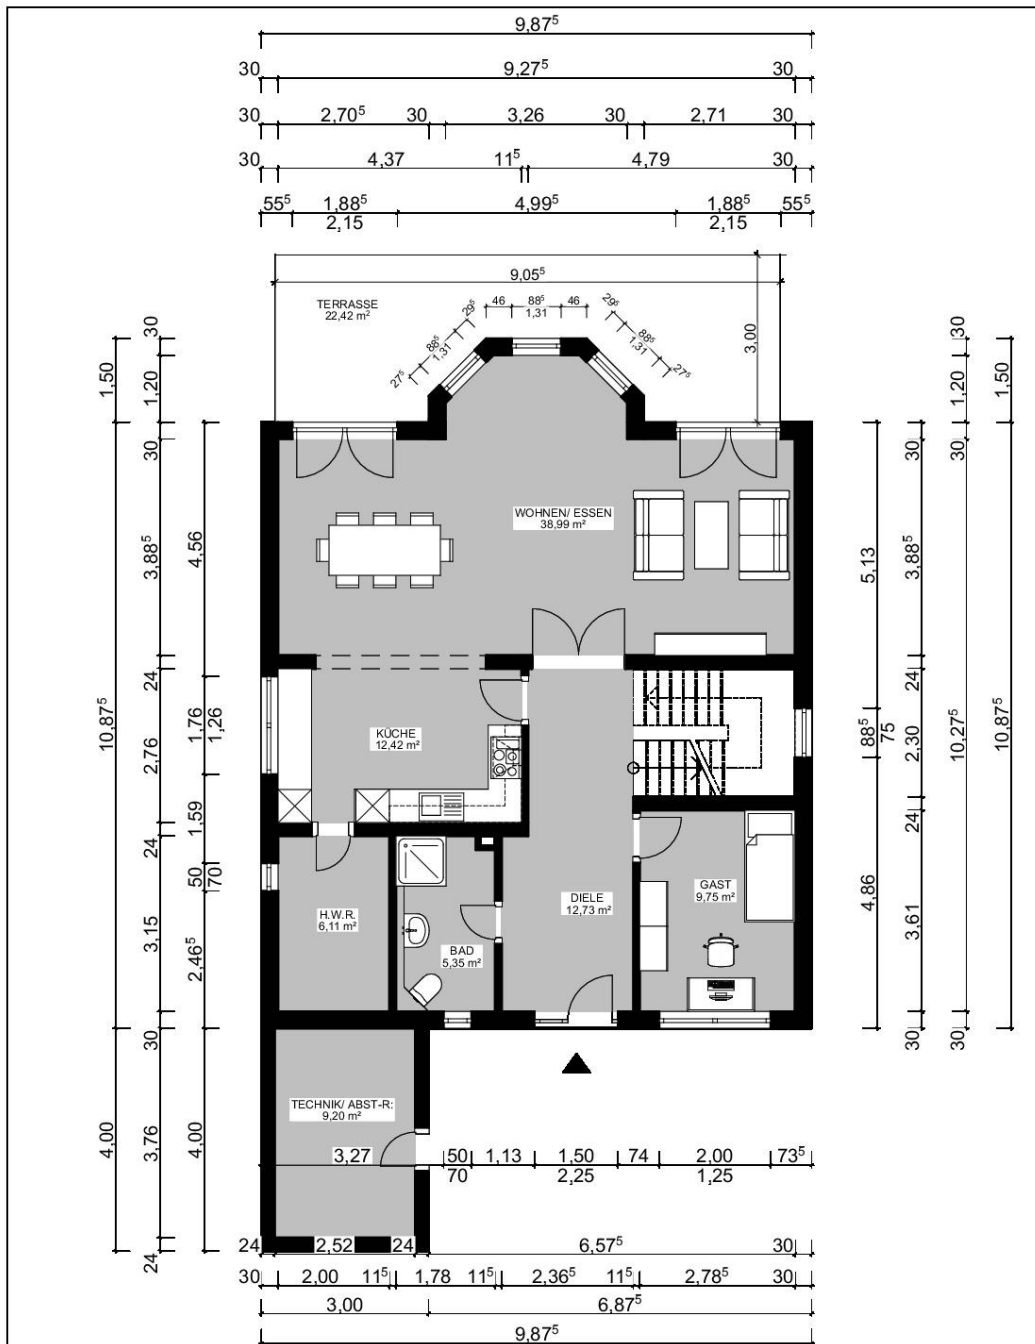 9,87⁵
30 9,27⁵ 30
30 2,70⁵ 30 3,26 30 2,71 30
30 4,37 11⁵ 4,79 30
55⁵ 1,88⁵ 4,99⁵ 1,88⁵ 55⁵
2,15 2,15
9,05⁵
TERRASSE
22,42 m²
3,00
27⁵ 88⁵ 29⁵
1,31
46 88⁵ 46
1,31
29⁵ 88⁵ 27⁵
1,31
1,50 10,87⁵ 4,00
30 1,20 30 3,88⁵ 24 2,76 24 3,15 30 3,76 24
4,56 1,76 1,59 50 2,46⁵ 4,00
1,26 70
WOHNEN/ ESSEN
38,99 m²
KÜCHE
12,42 m²
H.W.R.
6,11 m²
BAD
5,35 m²
DIELE
12,73 m²
GAST
9,75 m²
TECHNIK/ ABST-R:
9,20 m²
5,13 88⁵ 4,86
75
30 3,88⁵ 24 2,30 24 3,61 30
30 1,20 30 10,27⁵ 30
1,50 10,87⁵
3,27 50 1,13 1,50 74 2,00 73⁵
70 2,25 1,25
24 2,52 24 6,57⁵ 30
30 2,00 11⁵ 1,78 11⁵ 2,36⁵ 11⁵ 2,78⁵ 30
3,00 6,87⁵
9,87⁵